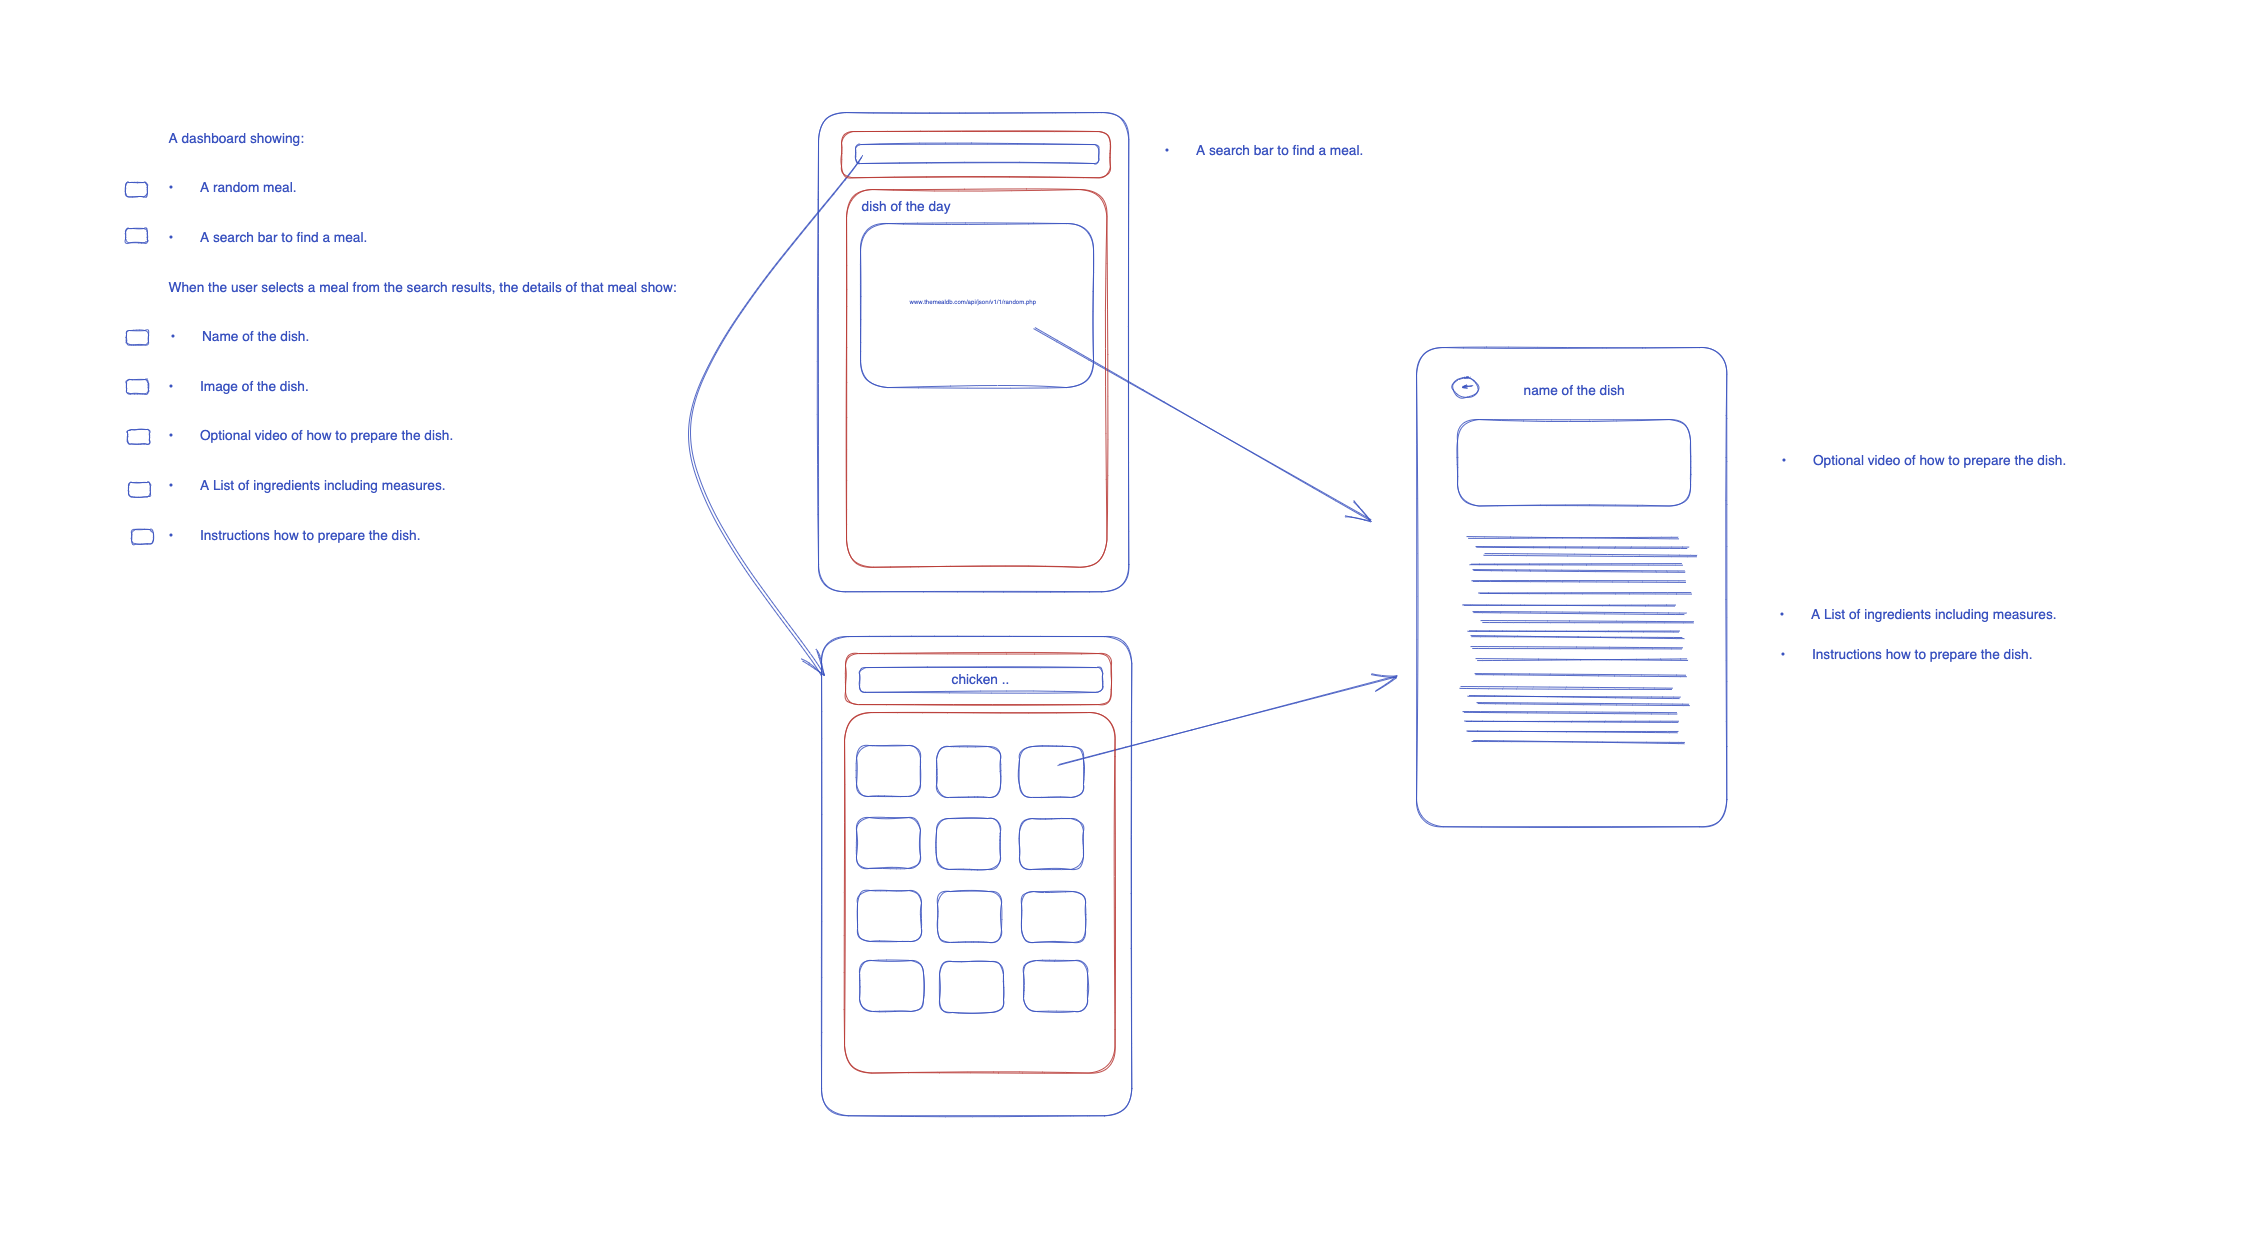 A dashboard showing:
• A random meal.
• A search bar to find a meal.
When the user selects a meal from the search results, the details of that meal show:
• Name of the dish.
• Image of the dish.
• Optional video of how to prepare the dish.
• A List of ingredients including measures.
• Instructions how to prepare the dish.
• A search bar to find a meal.
dish of the day
www.themealdb.com/api/json/v1/1/random.php
chicken ..
name of the dish
• Optional video of how to prepare the dish.
• A List of ingredients including measures.
• Instructions how to prepare the dish.